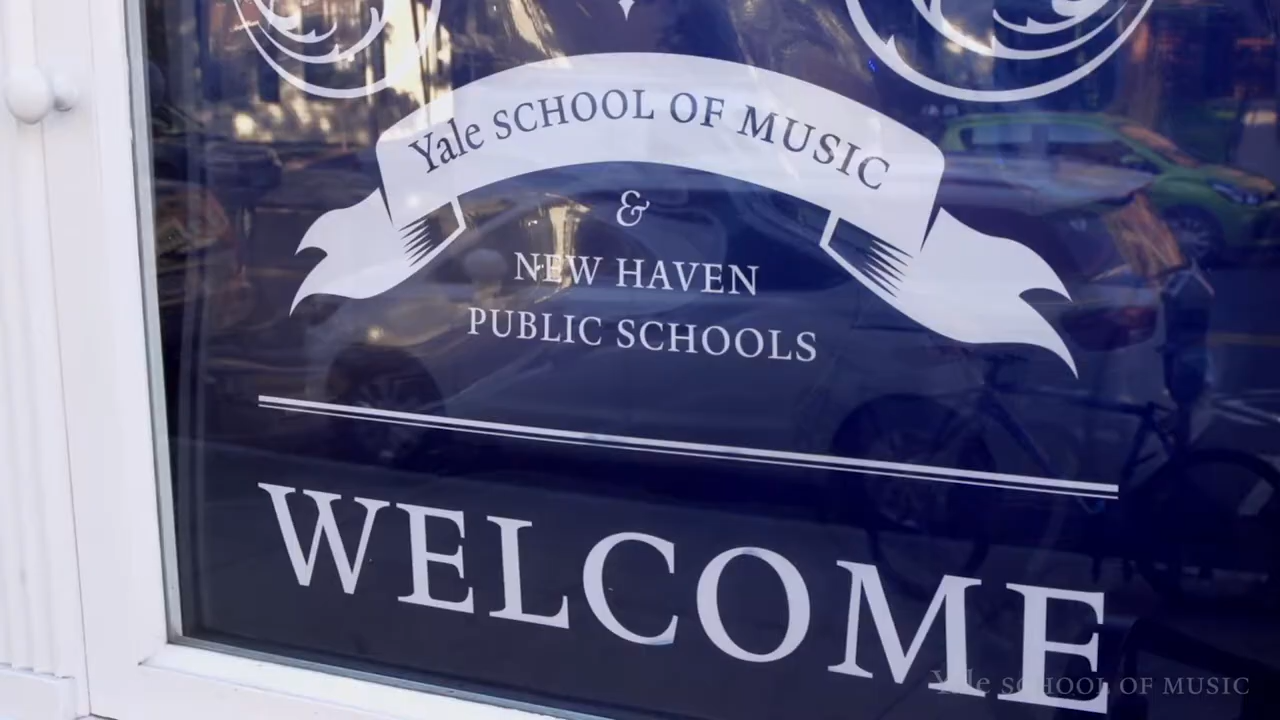 Yale SCHOOL OF MUSIC
&
NEW HAVEN
PUBLIC SCHOOLS
WELCOME
Yale SCHOOL OF MUSIC